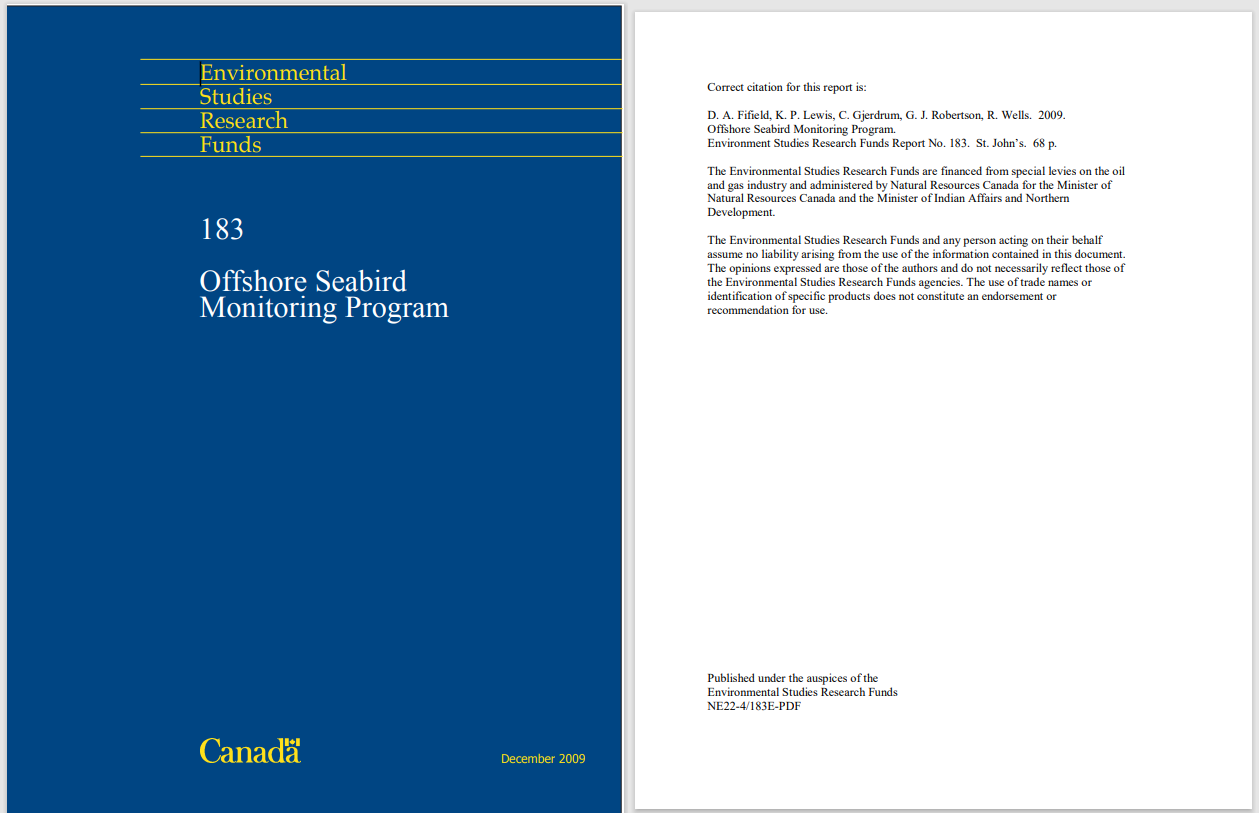 Environmental
Studies
Research
Funds
183
Offshore Seabird
Monitoring Program
Canada
December 2009
Correct citation for this report is:
D. A. Fifield, K. P. Lewis, C. Gjerdrum, G. J. Robertson, R. Wells.  2009.
Offshore Seabird Monitoring Program.
Environment Studies Research Funds Report No. 183.  St. John's.  68 p.
The Environmental Studies Research Funds are financed from special levies on the oil
and gas industry and administered by Natural Resources Canada for the Minister of
Natural Resources Canada and the Minister of Indian Affairs and Northern
Development.
The Environmental Studies Research Funds and any person acting on their behalf
assume no liability arising from the use of the information contained in this document.
The opinions expressed are those of the authors and do not necessarily reflect those of
the Environmental Studies Research Funds agencies. The use of trade names or
identification of specific products does not constitute an endorsement or
recommendation for use.
Published under the auspices of the
Environmental Studies Research Funds
NE22-4/183E-PDF